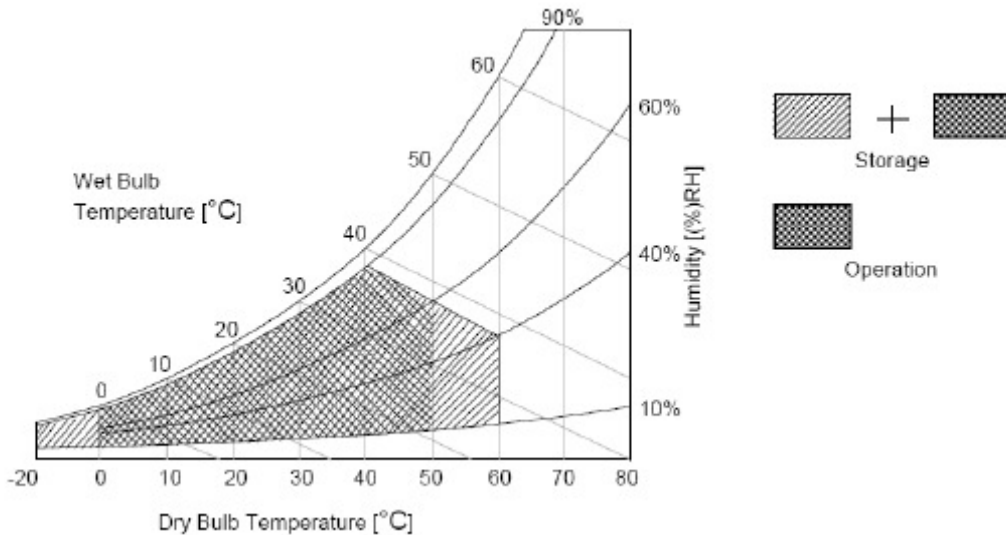 90%
60
60%
50
Wet Bulb
Temperature [°C]
40
30
20
10
0
40%
10%
Humidity [(%)RH]
-20 0 10 20 30 40 50 60 70 80
Dry Bulb Temperature [°C]
+
Storage
Operation